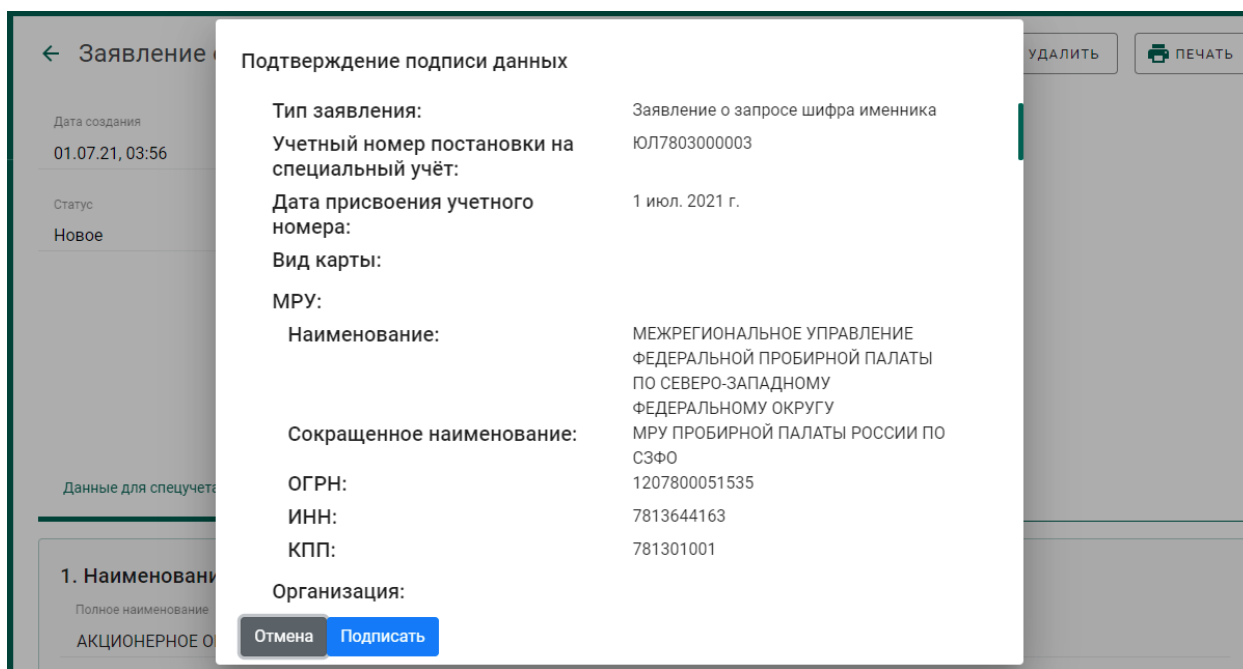 ← Заявление
УДАЛИТЬ
ПЕЧАТЬ
Дата создания
01.07.21, 03:56
Статус
Новое
Данные для спецучета
1. Наименовани
Полное наименование
АКЦИОНЕРНОЕ О
Подтверждение подписи данных
Тип заявления: Заявление о запросе шифра именника
Учетный номер постановки на ЮЛ7803000003
специальный учёт:
Дата присвоения учетного 1 июл. 2021 г.
номера:
Вид карты:
МРУ:
Наименование: МЕЖРЕГИОНАЛЬНОЕ УПРАВЛЕНИЕ
ФЕДЕРАЛЬНОЙ ПРОБИРНОЙ ПАЛАТЫ
ПО СЕВЕРО-ЗАПАДНОМУ
ФЕДЕРАЛЬНОМУ ОКРУГУ
Сокращенное наименование: МРУ ПРОБИРНОЙ ПАЛАТЫ РОССИИ ПО
СЗФО
ОГРН: 1207800051535
ИНН: 7813644163
КПП: 781301001
Организация:
Отмена Подписать